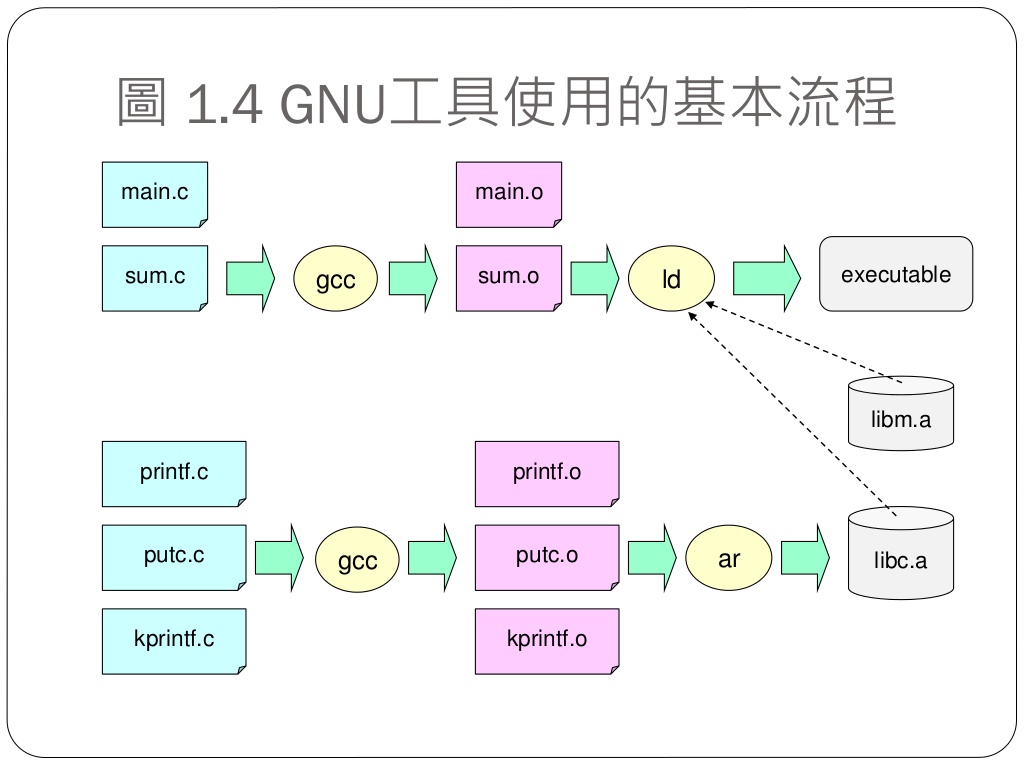 圖 1.4 GNU工具使用的基本流程
main.c
main.o
sum.c
gcc
sum.o
ld
executable
libm.a
printf.c
printf.o
putc.c
gcc
putc.o
ar
libc.a
kprintf.c
kprintf.o